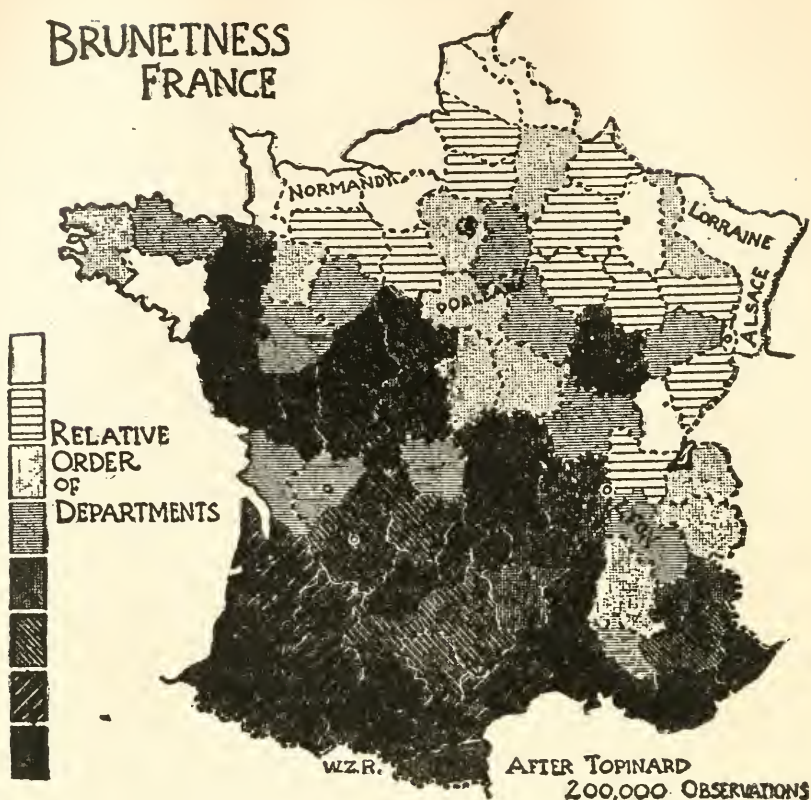 BRUNETNESS
FRANCE
NORMANDY
LORRAINE
ALSACE
RELATIVE
ORDER
OF
DEPARTMENTS
W.Z.R.
AFTER TOPINARD
200,000 OBSERVATIONS